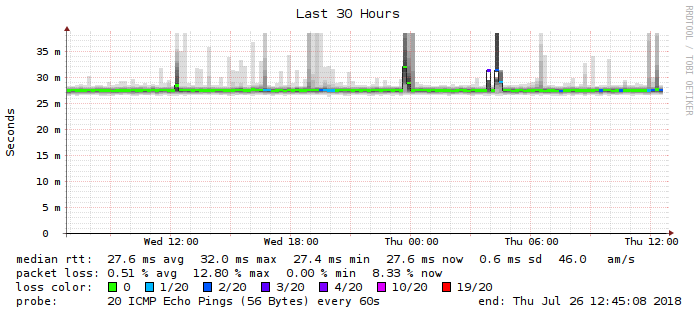 Last 30 Hours
RRDTOOL / TOBI OETIKER
Seconds
35 m
30 m
25 m
20 m
15 m
10 m
5 m
0
Wed 12:00 Wed 18:00 Thu 00:00 Thu 06:00 Thu 12:00
median rtt: 27.6 ms avg 32.0 ms max 27.4 ms min 27.6 ms now 0.6 ms sd 46.0 am/s
packet loss: 0.51 % avg 12.80 % max 0.00 % min 8.33 % now
loss color: 0 1/20 2/20 3/20 4/20 10/20 19/20
probe: 20 ICMP Echo Pings (56 Bytes) every 60s end: Thu Jul 26 12:45:08 2018